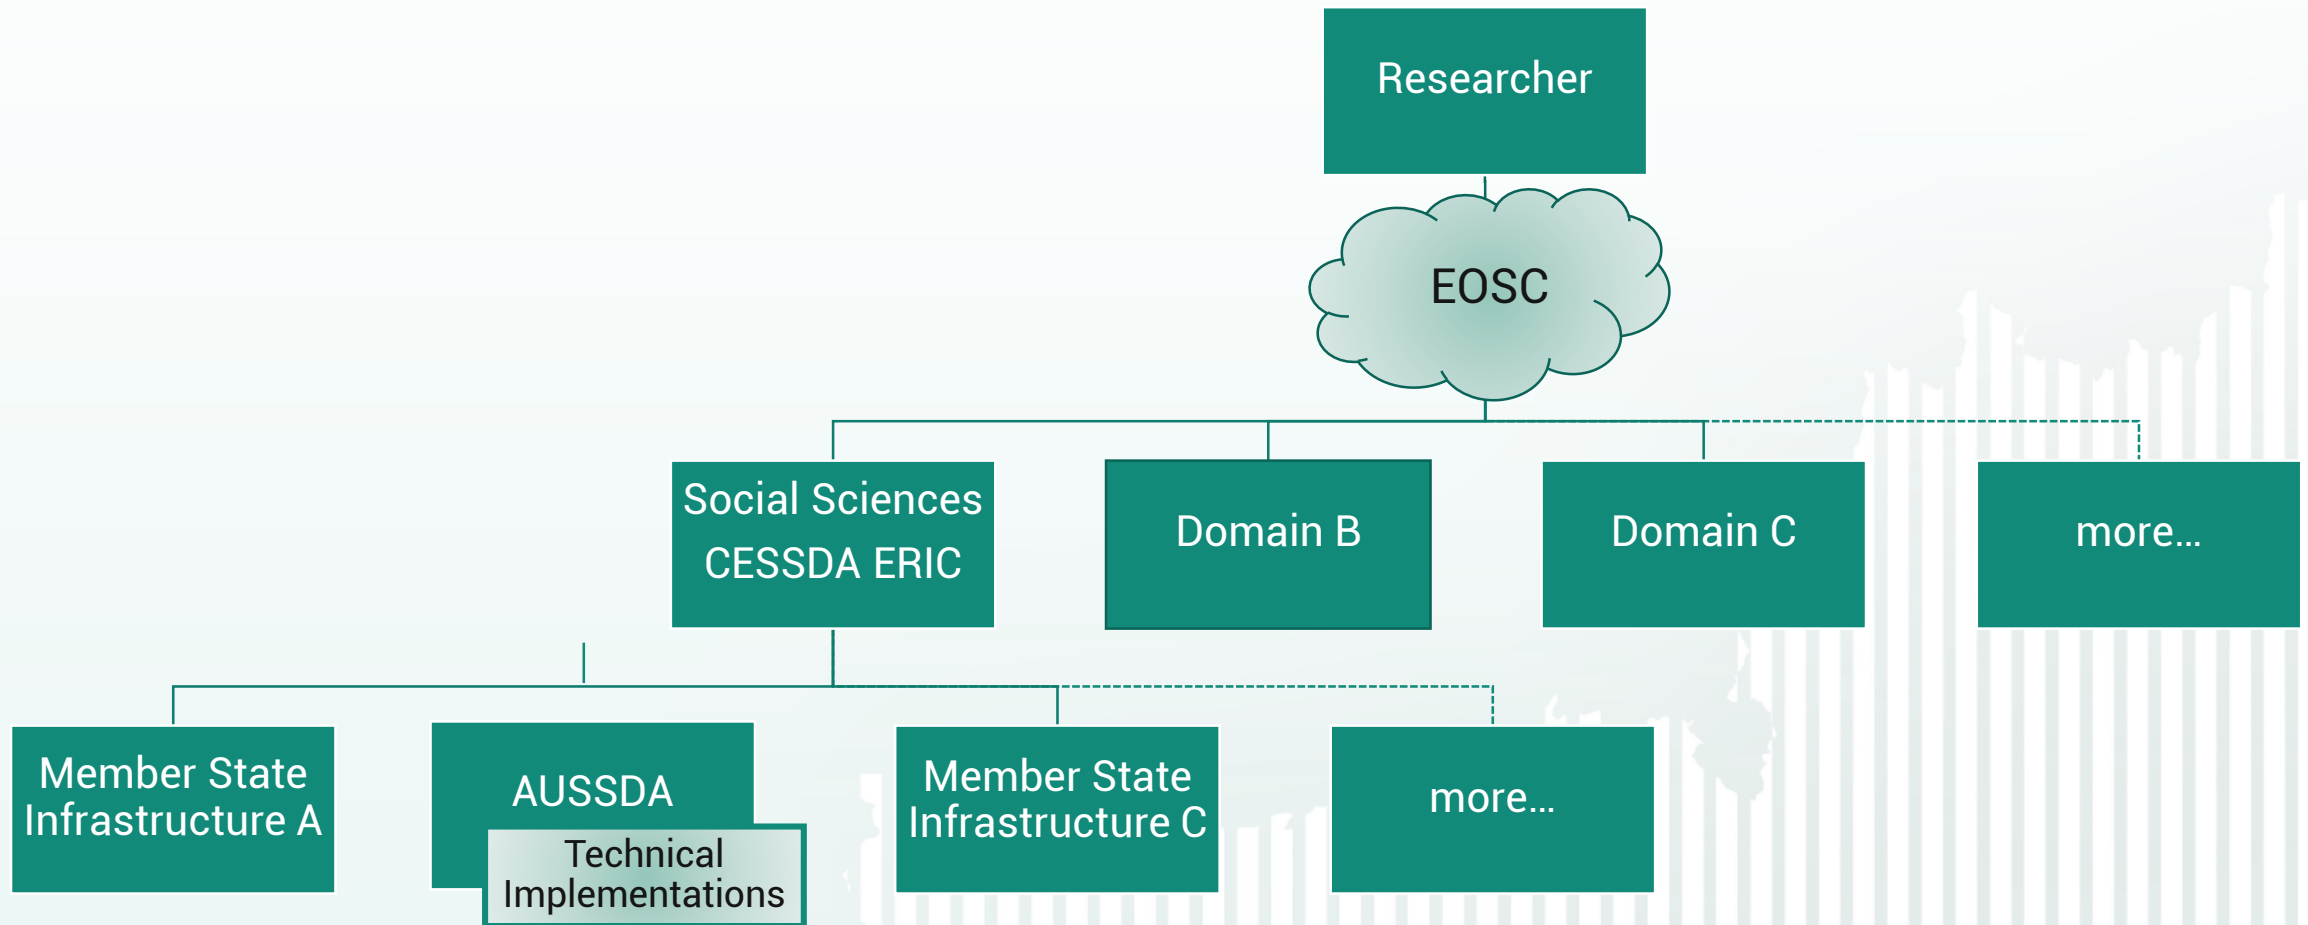 Researcher
EOSC
Social Sciences
CESSDA ERIC
Domain B
Domain C
more...
Member State
Infrastructure A
AUSSDA
Technical
Implementations
Member State
Infrastructure C
more...